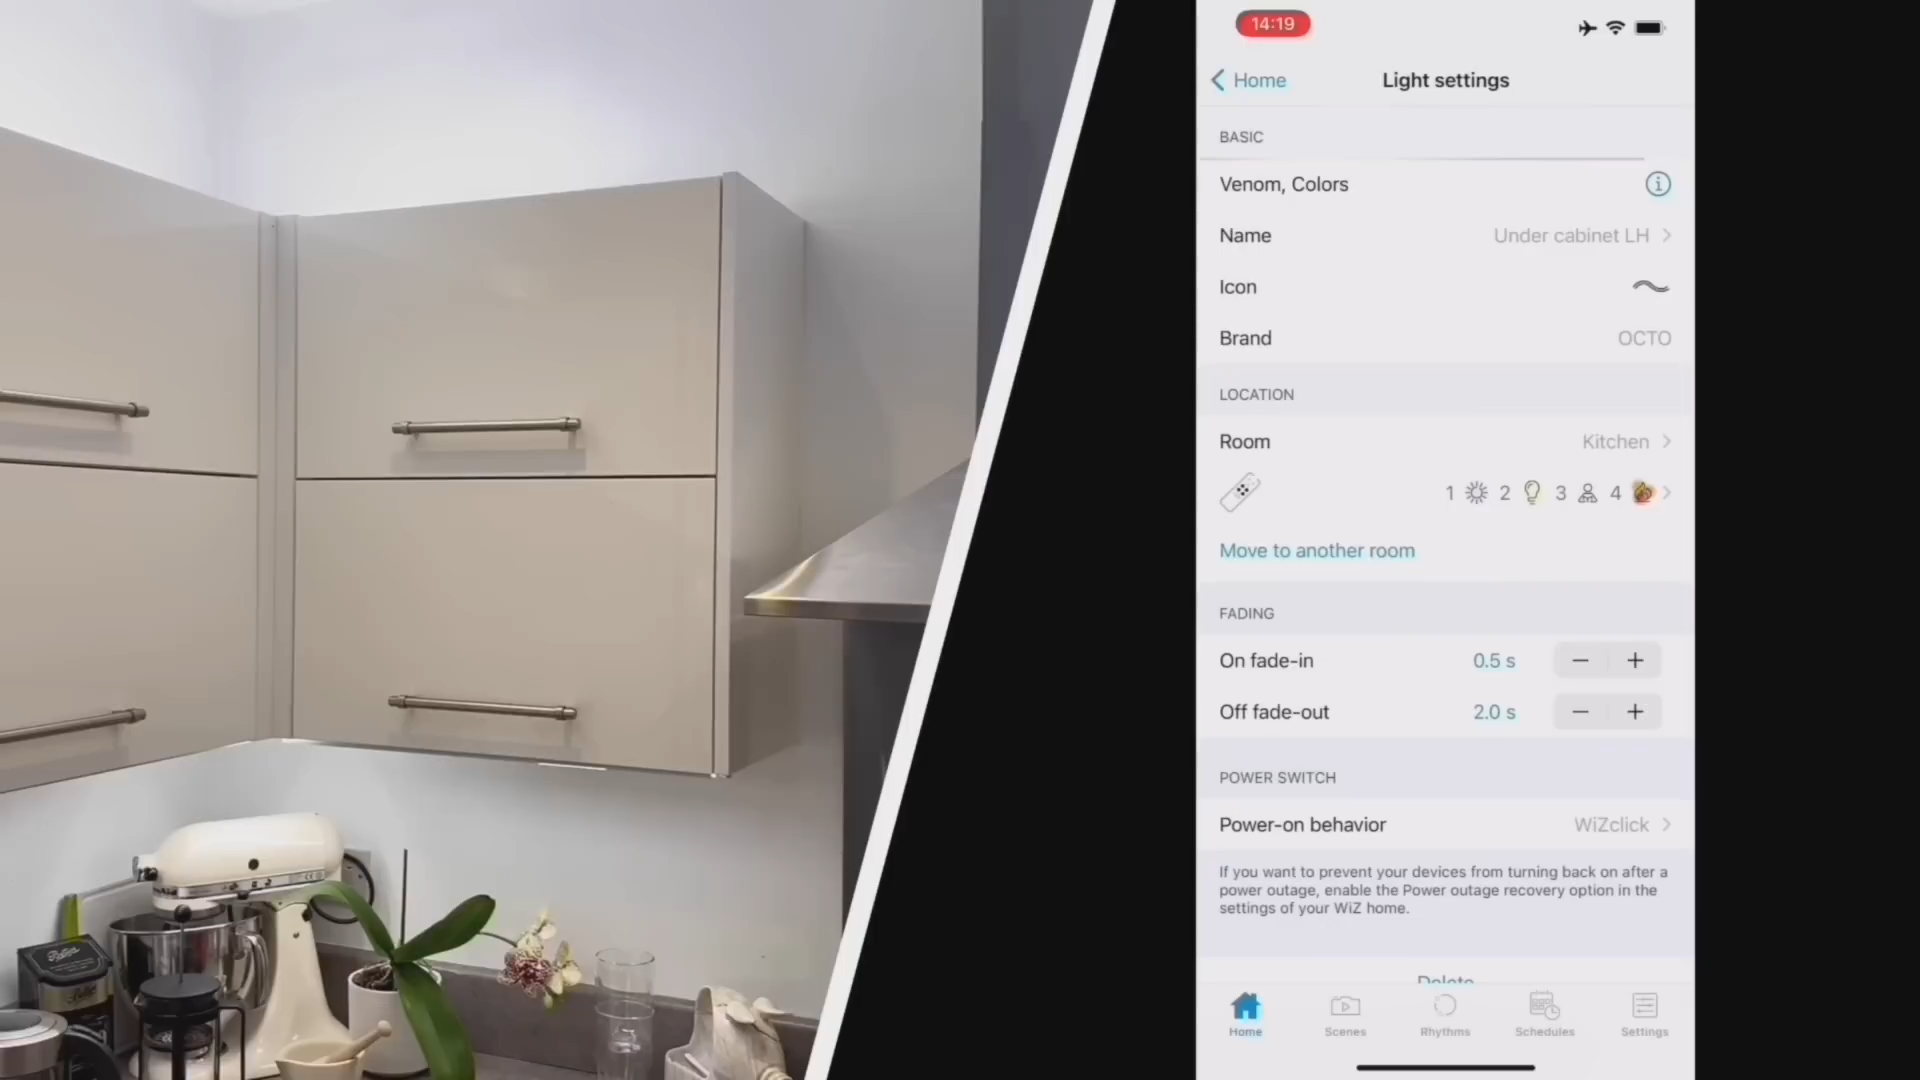 14:19
Home
Light settings
BASIC
Venom, Colors
Name
Under cabinet LH
Icon
Brand
OCTO
LOCATION
Room
Kitchen
1 2 3 4
Move to another room
FADING
On fade-in
0.5 s
Off fade-out
2.0 s
POWER SWITCH
Power-on behavior
WiZclick
If you want to prevent your devices from turning back on after a
power outage, enable the Power outage recovery option in the
settings of your WiZ home.
Delete
Home
Scenes
Rhythms
Schedules
Settings